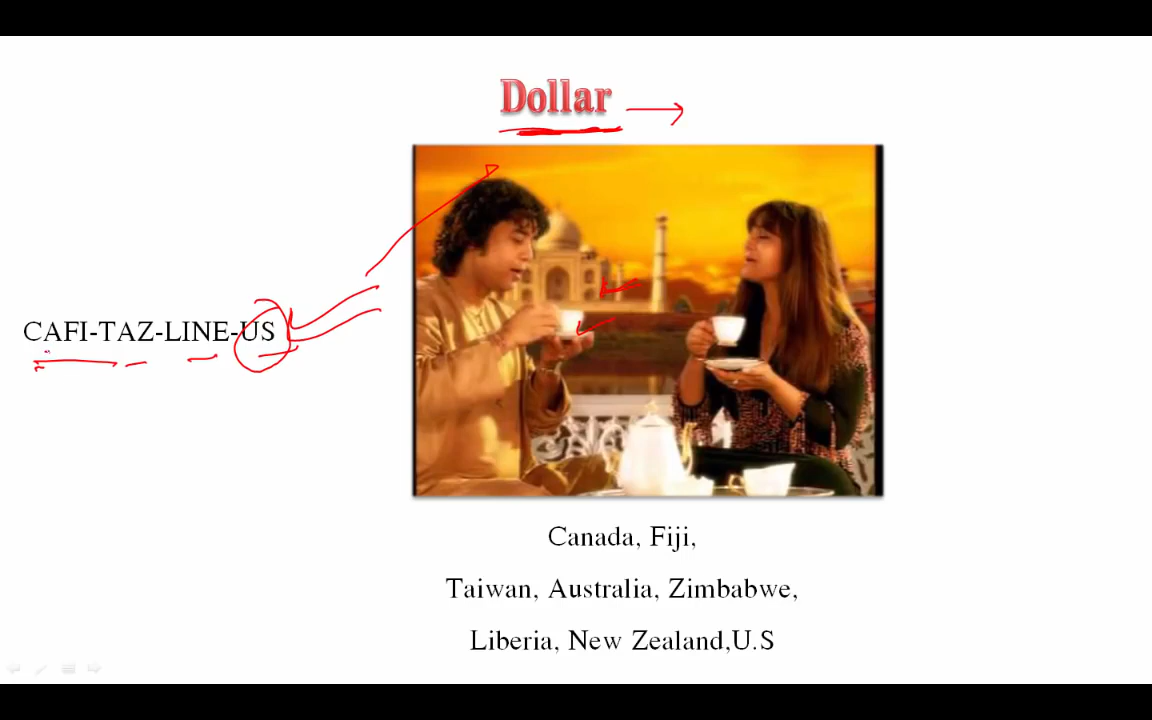 Dollar
CAFI-TAZ-LINE-US
Canada, Fiji,
Taiwan, Australia, Zimbabwe,
Liberia, New Zealand,U.S